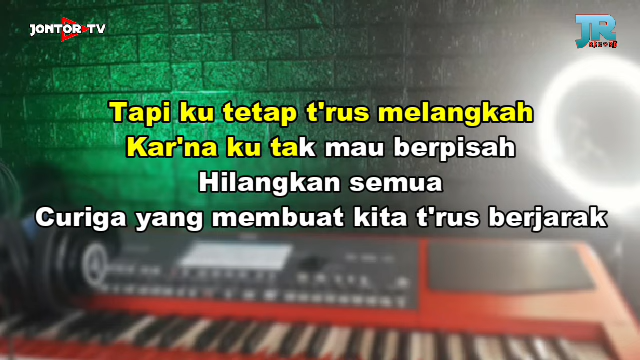 JONTOR TV
JR
Tapi ku tetap t'rus melangkah
Kar'na ku tak mau berpisah
Hilangkan semua
Curiga yang membuat kita t'rus berjarak